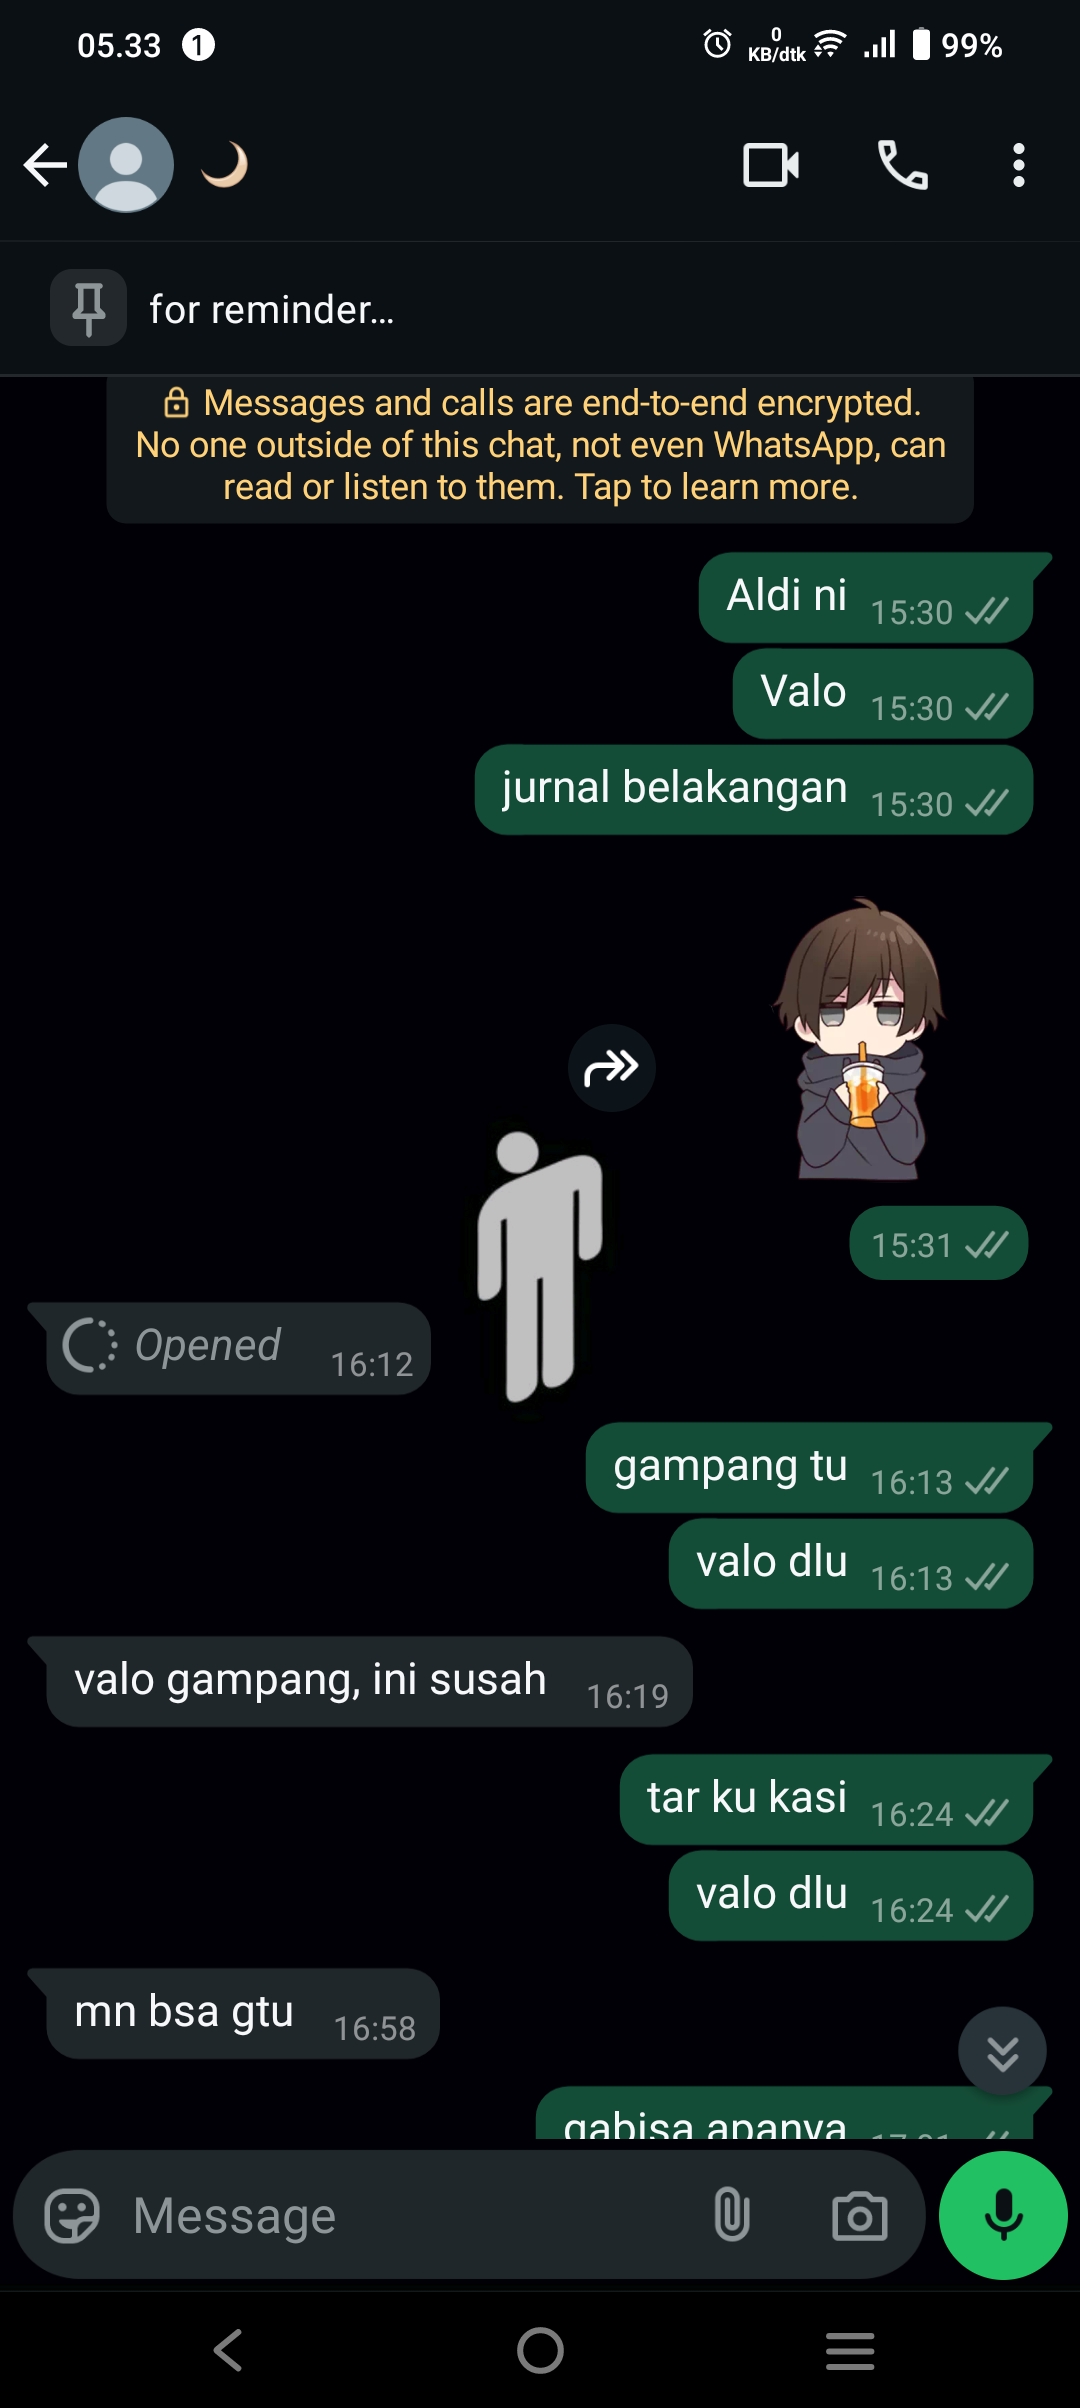 05.33 1 0 KB/dtk 99%
for reminder...
Messages and calls are end-to-end encrypted.
No one outside of this chat, not even WhatsApp, can
read or listen to them. Tap to learn more.
Aldi ni 15:30
Valo 15:30
jurnal belakangan 15:30
15:31
Opened 16:12
gampang tu 16:13
valo dlu 16:13
valo gampang, ini susah 16:19
tar ku kasi 16:24
valo dlu 16:24
mn bsa gtu 16:58
gabisa apanya
Message